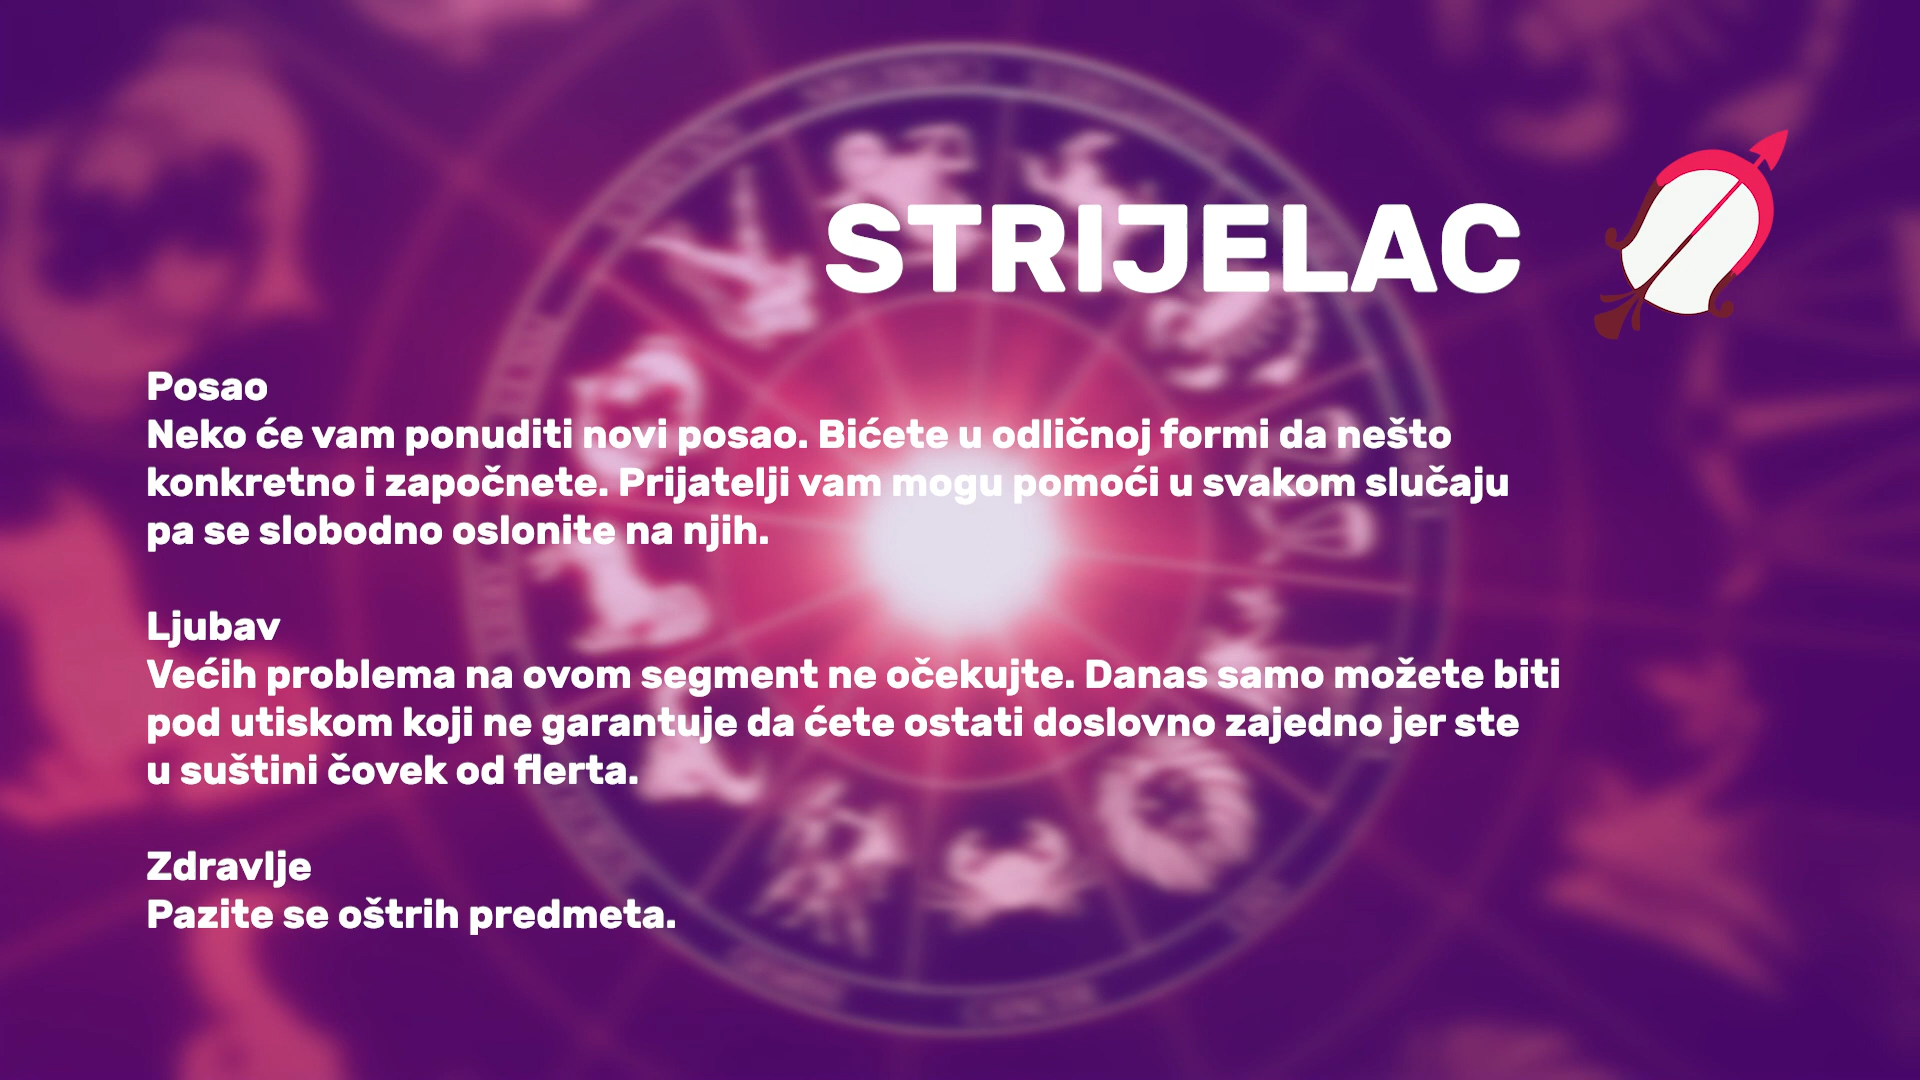 STRIJELAC
Posao
Neko će vam ponuditi novi posao. Bićete u odličnoj formi da nešto
konkretno i započnete. Prijatelji vam mogu pomoći u svakom slučaju
pa se slobodno oslonite na njih.
Ljubav
Većih problema na ovom segment ne očekujte. Danas samo možete biti
pod utiskom koji ne garantuje da ćete ostati doslovno zajedno jer ste
u suštini čovek od flerta.
Zdravlje
Pazite se oštrih predmeta.